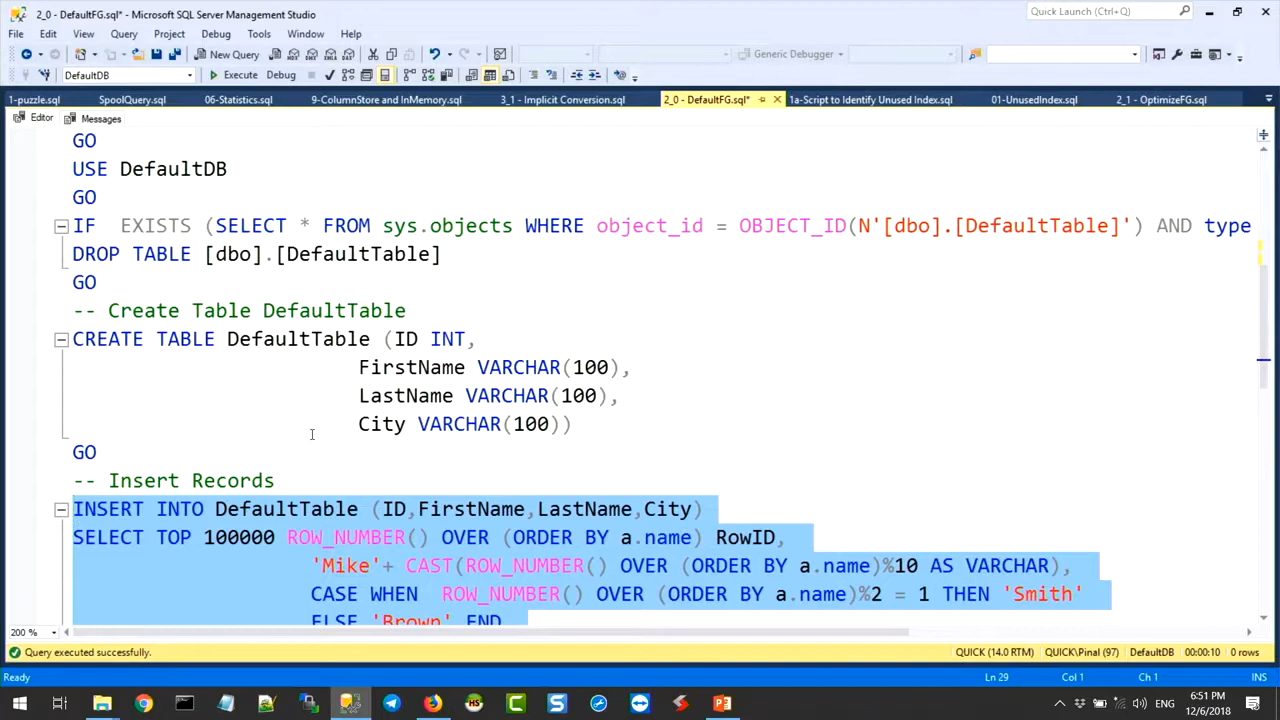 2_0 - DefaultFG.sql* - Microsoft SQL Server Management Studio
Quick Launch (Ctrl+Q)
File Edit View Query Project Debug Tools Window Help
New Query
Generic Debugger
DefaultDB
Execute Debug
1-puzzle.sql SpoolQuery.sql 06-Statistics.sql 9-ColumnStore and InMemory.sql 3_1 - Implicit Conversion.sql 2_0 - DefaultFG.sql* 1a-Script to Identify Unused Index.sql 01-UnusedIndex.sql 2_1 - OptimizeFG.sql
Editor Messages
GO
USE DefaultDB
GO
IF EXISTS (SELECT * FROM sys.objects WHERE object_id = OBJECT_ID(N'[dbo].[DefaultTable]') AND type
DROP TABLE [dbo].[DefaultTable]
GO
-- Create Table DefaultTable
CREATE TABLE DefaultTable (ID INT,
FirstName VARCHAR(100),
LastName VARCHAR(100),
City VARCHAR(100))
GO
-- Insert Records
INSERT INTO DefaultTable (ID,FirstName,LastName,City)
SELECT TOP 100000 ROW_NUMBER() OVER (ORDER BY a.name) RowID,
'Mike'+ CAST(ROW_NUMBER() OVER (ORDER BY a.name)%10 AS VARCHAR),
CASE WHEN ROW_NUMBER() OVER (ORDER BY a.name)%2 = 1 THEN 'Smith'
ELSE 'Brown' END
200 %
Query executed successfully. QUICK (14.0 RTM) QUICK\Pinal (97) DefaultDB 00:00:10 0 rows
Ready Ln 29 Col 1 Ch 1 INS
ENG 6:51 PM
12/6/2018